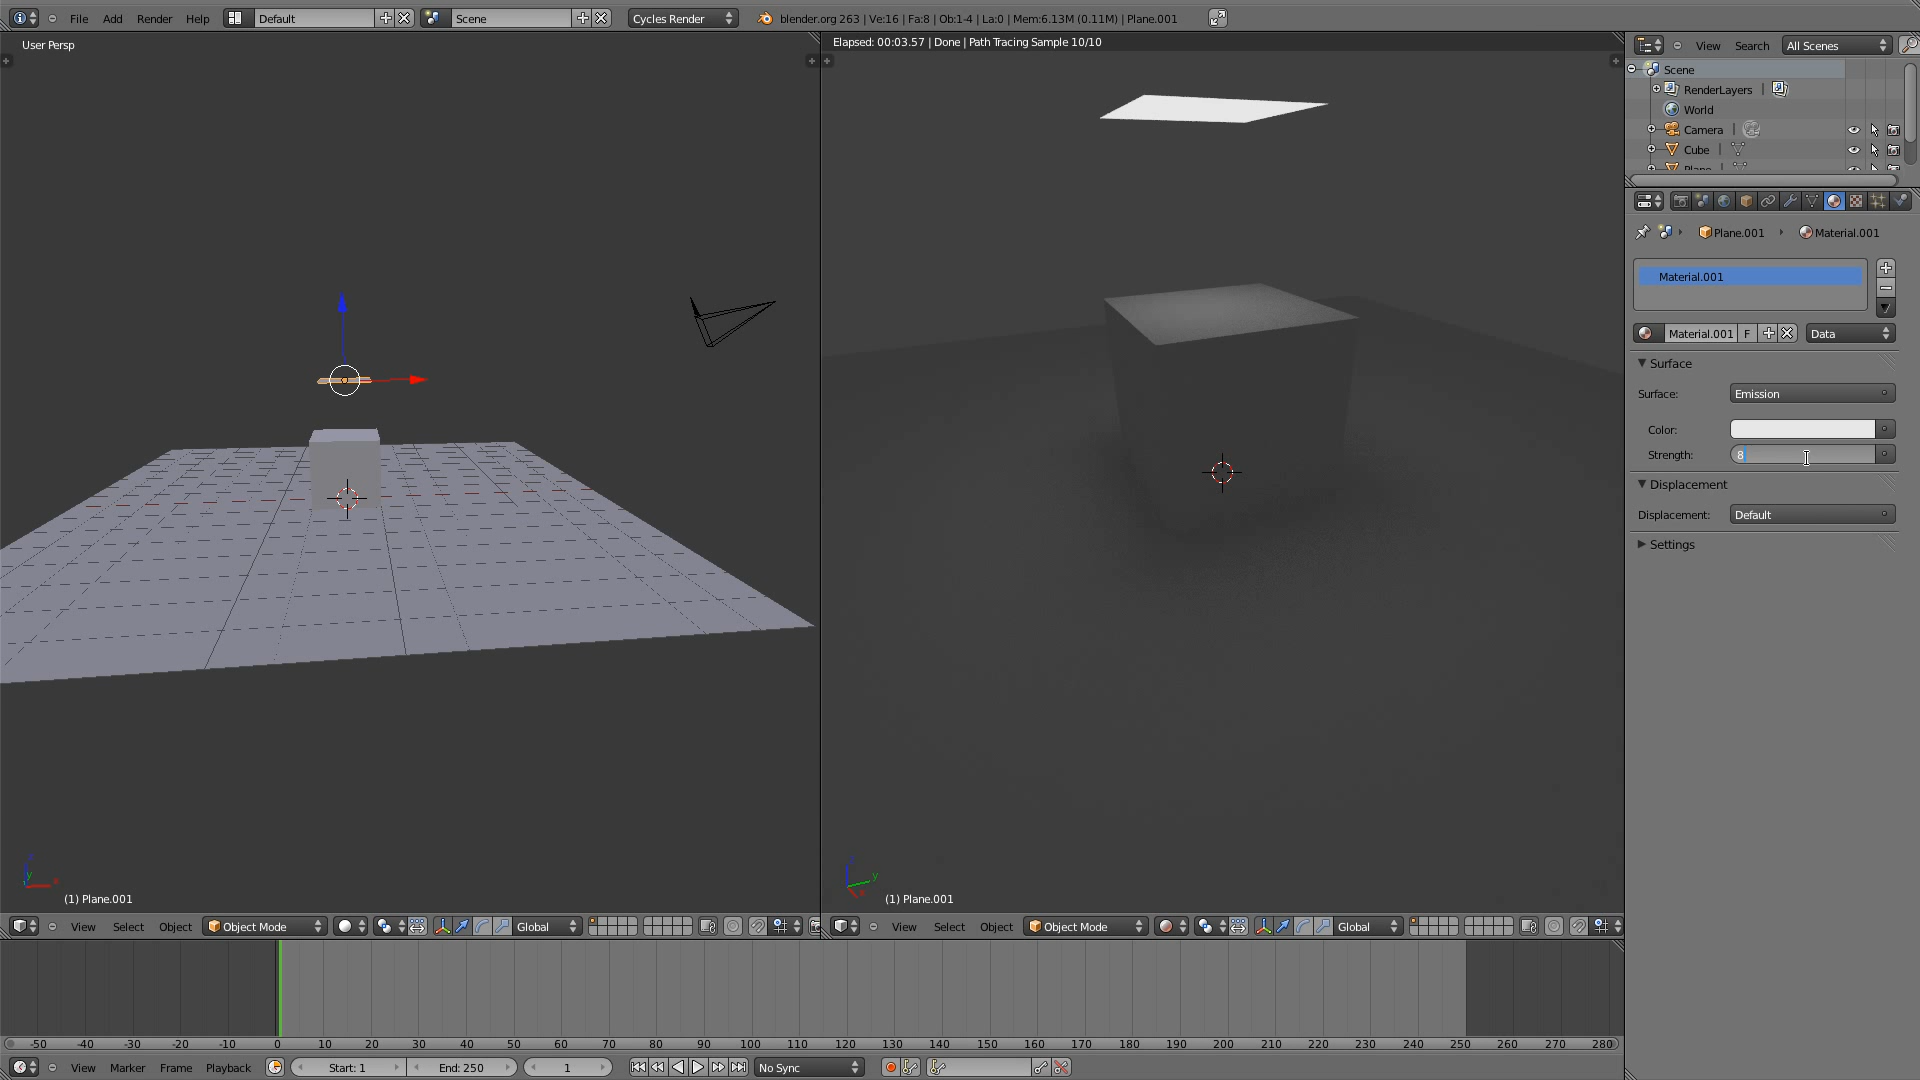 File Add Render Help Default Scene Cycles Render blender.org 263 | Ve:16 | Fa:8 | Ob:1-4 | La:0 | Mem:6.13M (0.11M) | Plane.001
User Persp
Elapsed: 00:03.57 | Done | Path Tracing Sample 10/10
View Search All Scenes
Scene
RenderLayers |
World
Camera |
Cube |
Plane
Plane.001 Material.001
Material.001
Material.001 F Data
Surface
Surface: Emission
Color:
Strength: 8
Displacement
Displacement: Default
Settings
(1) Plane.001
(1) Plane.001
View Select Object Object Mode Global
View Select Object Object Mode Global
-50 -40 -30 -20 -10 0 10 20 30 40 50 60 70 80 90 100 110 120 130 140 150 160 170 180 190 200 210 220 230 240 250 260 270 280
View Marker Frame Playback Start: 1 End: 250 1 No Sync